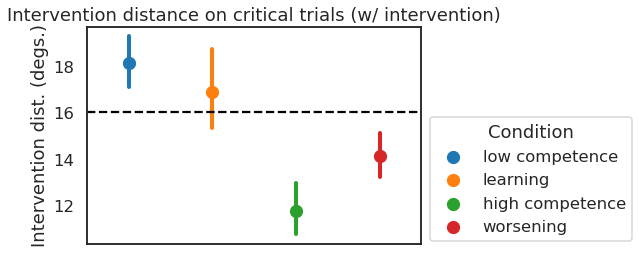 Intervention distance on critical trials (w/ intervention)
Intervention dist. (degs.)
18
16
14
12
Condition
low competence
learning
high competence
worsening